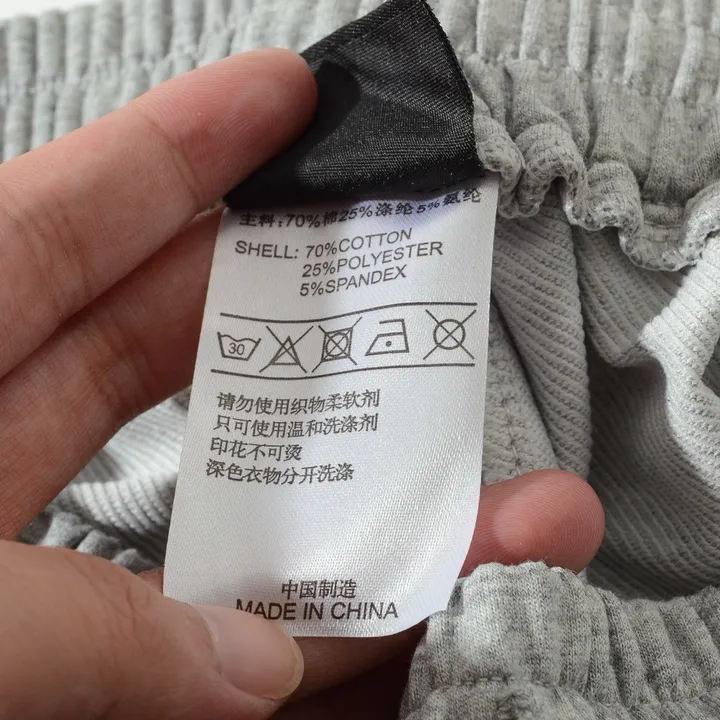 主料:70%棉25%涤纶5%氨纶
SHELL: 70%COTTON
25%POLYESTER
5%SPANDEX
30
请勿使用织物柔软剂
只可使用温和洗涤剂
印花不可烫
深色衣物分开洗涤
中国制造
MADE IN CHINA